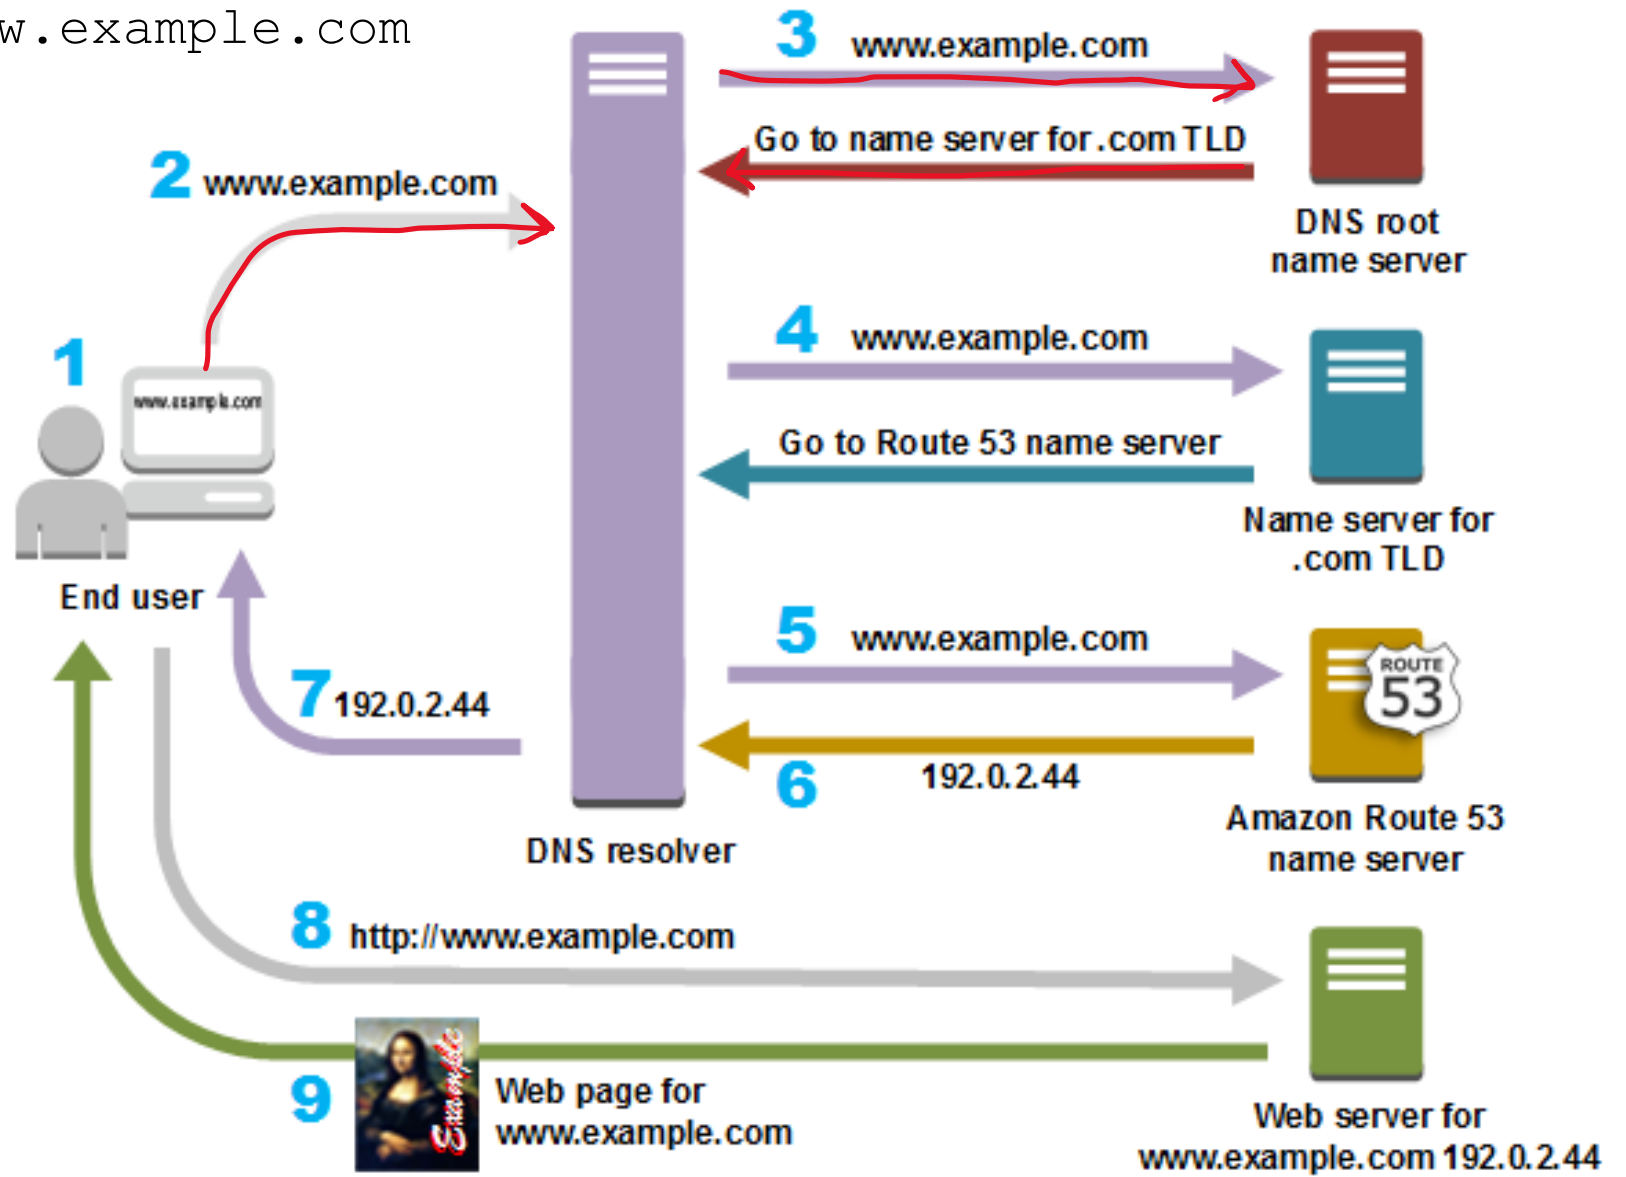 w.example.com
3 www.example.com
Go to name server for .com TLD
DNS root
name server
2 www.example.com
4 www.example.com
Go to Route 53 name server
Name server for
.com TLD
1
www.example.com
End user
5 www.example.com
ROUTE
53
6 192.0.2.44
Amazon Route 53
name server
7 192.0.2.44
DNS resolver
8 http://www.example.com
9
Example
Web page for
www.example.com
Web server for
www.example.com 192.0.2.44